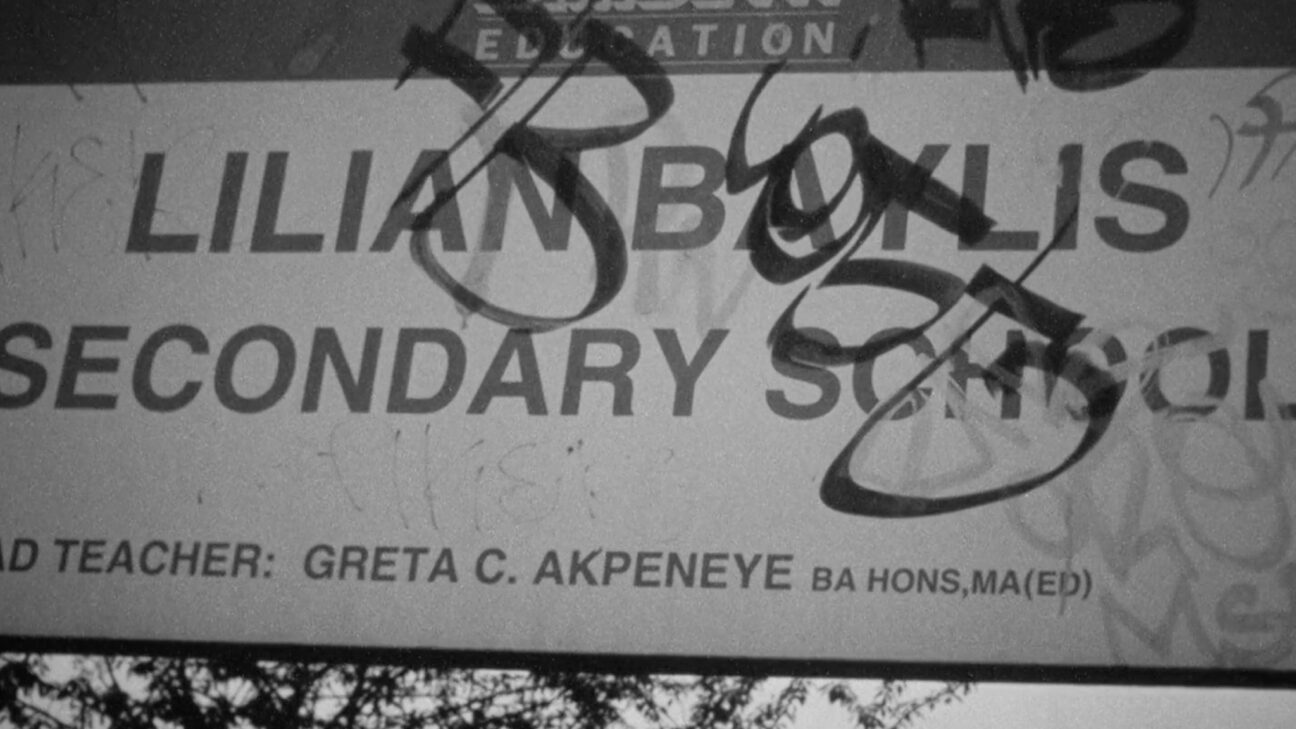 EDUCATION
LILIAN BAYLIS
SECONDARY SCHOOL
AD TEACHER: GRETA C. AKPENEYE BA HONS,MA(ED)